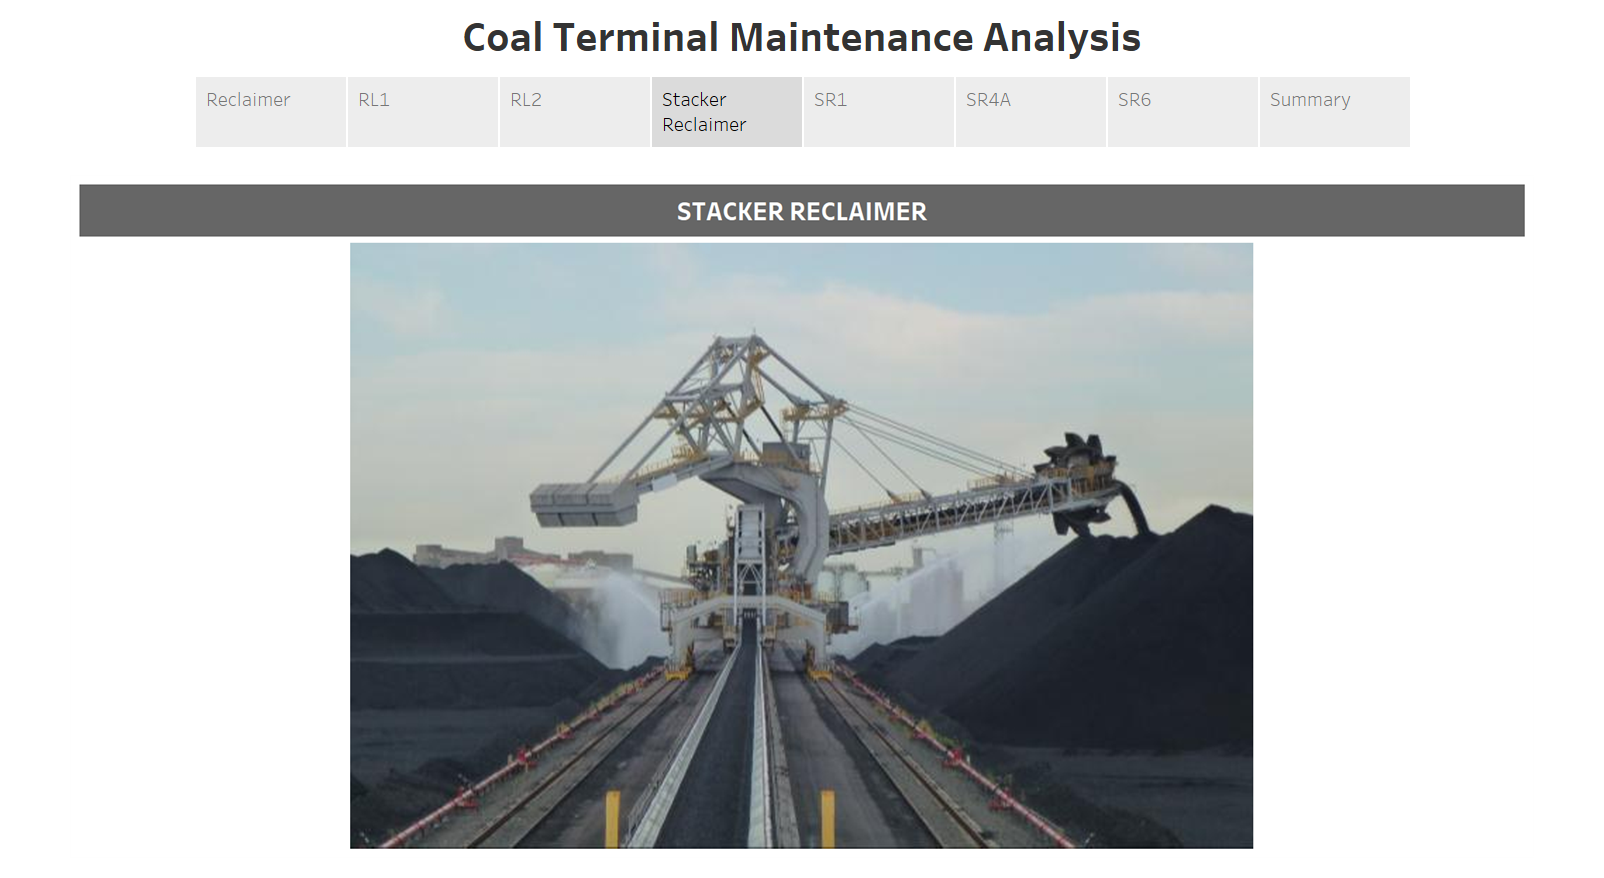 Coal Terminal Maintenance Analysis
Reclaimer
RL1
RL2
Stacker
Reclaimer
SR1
SR4A
SR6
Summary
STACKER RECLAIMER